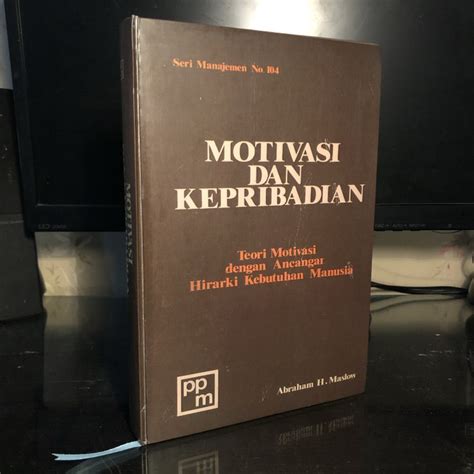 Seri Manajemen No 104
MOTIVASI
DAN
KEPRIBADIAN
Teori Motivasi
dengan Ancangan
Hirarki Kebutuhan Manusia
ppm
Abraham H. Maslow
MOTIVASI